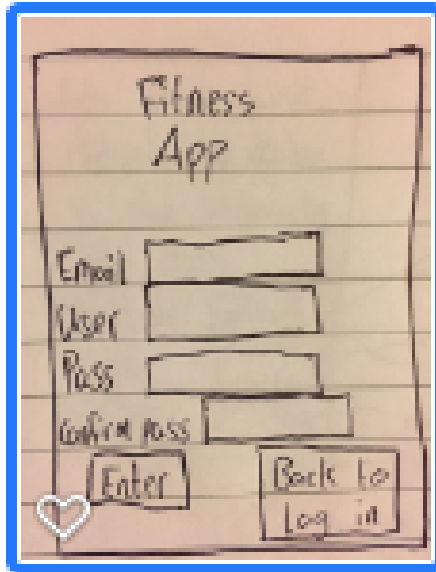 Fitness
App
Email
User
Pass
Confirm pass
Enter
Back to
Log in